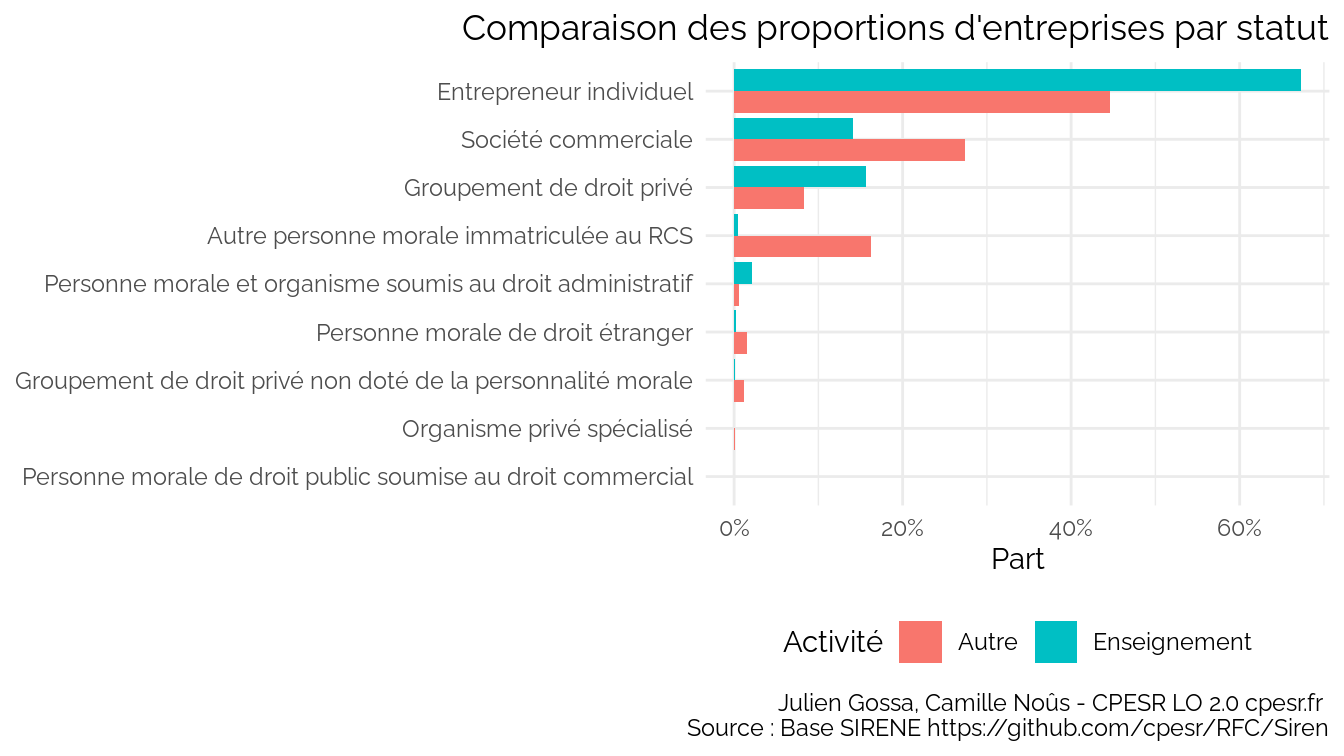 Comparaison des proportions d'entreprises par statut
Entrepreneur individuel
Société commerciale
Groupement de droit privé
Autre personne morale immatriculée au RCS
Personne morale et organisme soumis au droit administratif
Personne morale de droit étranger
Groupement de droit privé non doté de la personnalité morale
Organisme privé spécialisé
Personne morale de droit public soumise au droit commercial
0% 20% 40% 60%
Part
Activité Autre Enseignement
Julien Gossa, Camille Noûs - CPESR LO 2.0 cpesr.fr
Source : Base SIRENE https://github.com/cpesr/RFC/Siren